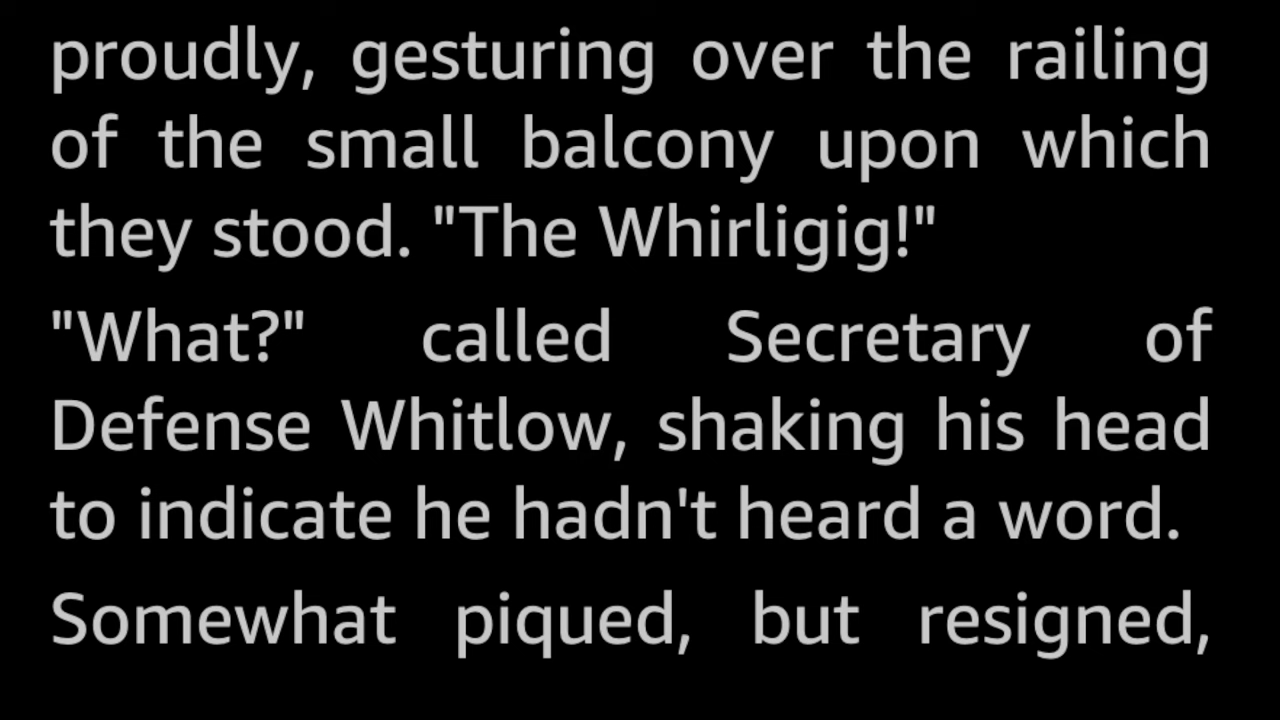 proudly, gesturing over the railing
of the small balcony upon which
they stood. "The Whirligig!"
"What?" called Secretary of
Defense Whitlow, shaking his head
to indicate he hadn't heard a word.
Somewhat piqued, but resigned,